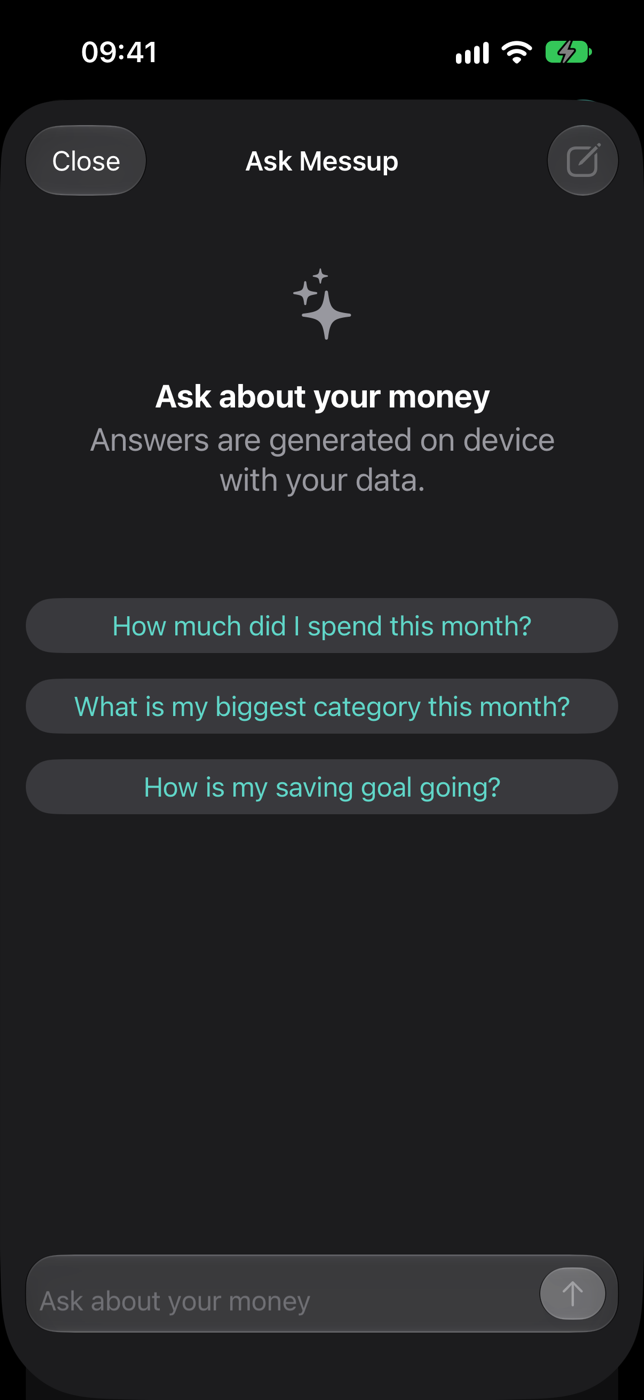 09:41
Close
Ask Messup
Ask about your money
Answers are generated on device
with your data.
How much did I spend this month?
What is my biggest category this month?
How is my saving goal going?
Ask about your money